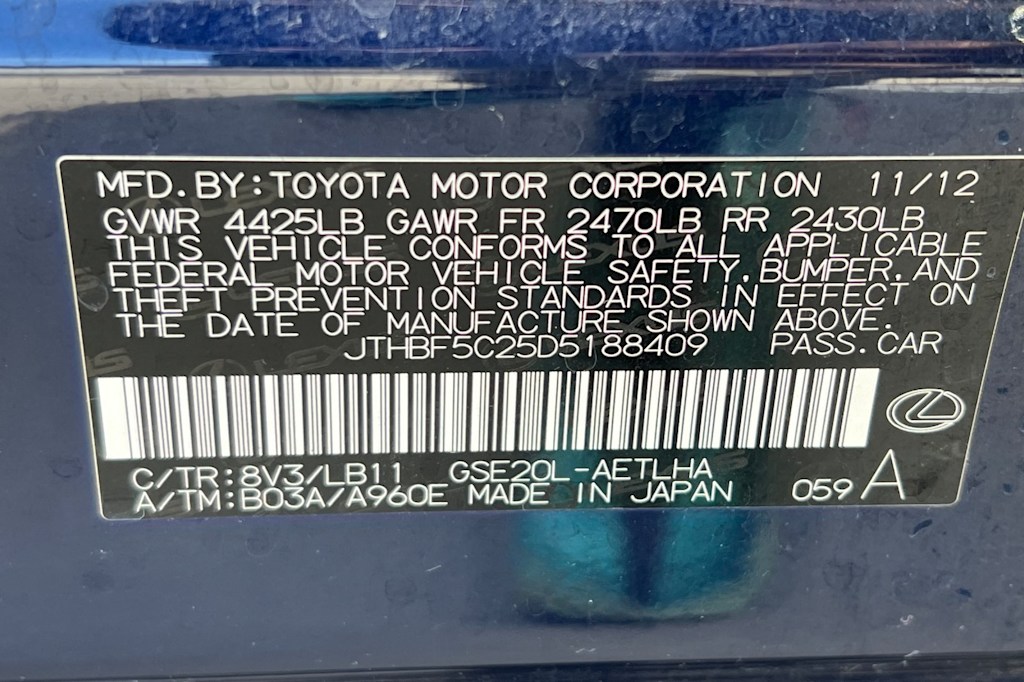 MFD.BY:TOYOTA MOTOR CORPORATION 11/12
GVWR 4425LB GAWR FR 2470LB RR 2430LB
THIS VEHICLE CONFORMS TO ALL APPLICABLE
FEDERAL MOTOR VEHICLE SAFETY,BUMPER,AND
THEFT PREVENTION STANDARDS IN EFFECT ON
THE DATE OF MANUFACTURE SHOWN ABOVE.
JTHBF5C25D5188409 PASS.CAR
C/TR:8V3/LB11 GSE20L-AETLHA
A/TM:B03A/A960E MADE IN JAPAN 059 A